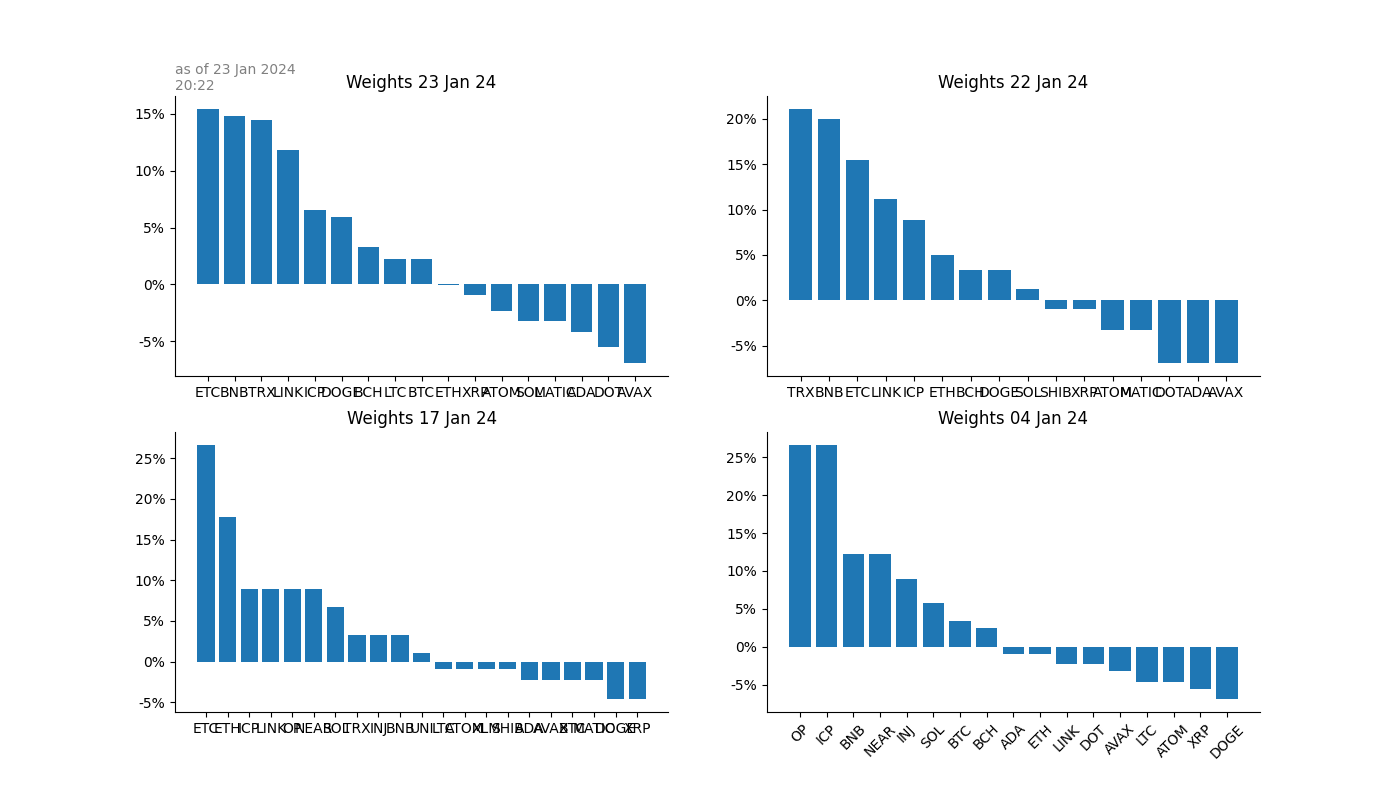 as of 23 Jan 2024
20:22
Weights 23 Jan 24
15%
10%
5%
0%
-5%
ETC BNB TRX LINK ICP DOGE BCH LTC BTC ETH XRP ATOM SOL MATIC ADA DOT AVAX
Weights 22 Jan 24
20%
15%
10%
5%
0%
-5%
TRX BNB ETC LINK ICP ETH BCH DOGE SOL SHIB XRP ATOM MATIC DOT ADA AVAX
Weights 17 Jan 24
25%
20%
15%
10%
5%
0%
-5%
ETC ETH ICP LINK OP NEAR SOL TRX INJ BNB UNI LTC ATOM XLM SHIB ADA AVAX BTC MATIC DOGE XRP
Weights 04 Jan 24
25%
20%
15%
10%
5%
0%
-5%
OP ICP BNB NEAR INJ SOL BTC BCH ADA ETH LINK DOT AVAX LTC ATOM XRP DOGE